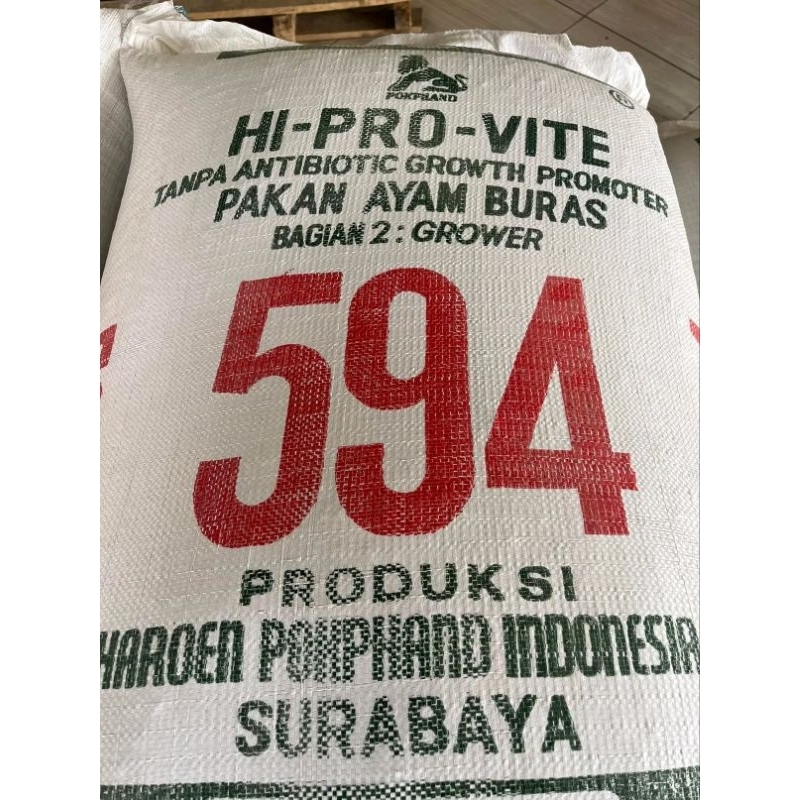 POKPHAND
®
HI-PRO-VITE
TANPA ANTIBIOTIC GROWTH PROMOTER
PAKAN AYAM BURAS
BAGIAN 2 : GROWER
594
PRODUKSI
HAROEN POKPHAND INDONESIA
SURABAYA